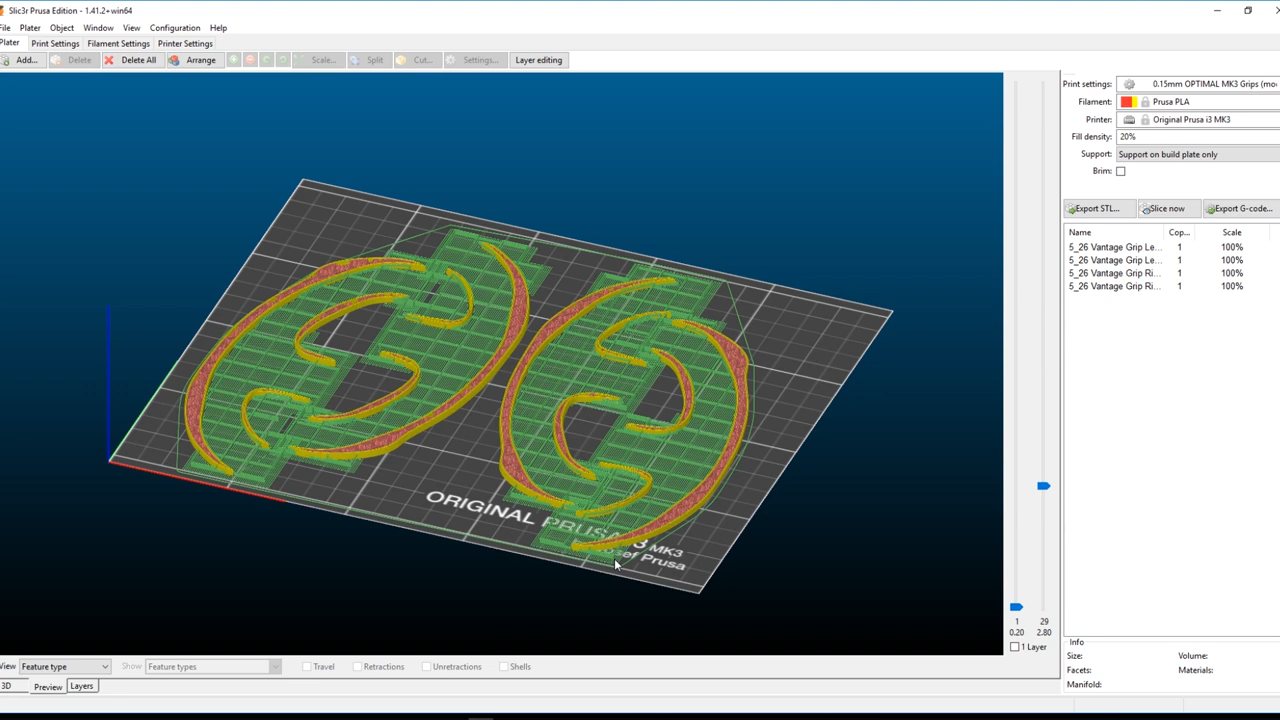 Slic3r Prusa Edition - 1.41.2+win64
File Plater Object Window View Configuration Help
Plater Print Settings Filament Settings Printer Settings
Add... Delete Delete All Arrange Scale... Split Cut... Settings... Layer editing
Print settings: 0.15mm OPTIMAL MK3 Grips (mo
Filament: Prusa PLA
Printer: Original Prusa i3 MK3
Fill density: 20%
Support: Support on build plate only
Brim:
Export STL... Slice now Export G-code...
Name Cop... Scale
5_26 Vantage Grip Le... 1 100%
5_26 Vantage Grip Le... 1 100%
5_26 Vantage Grip Ri... 1 100%
5_26 Vantage Grip Ri... 1 100%
ORIGINAL PRUSA i3 MK3
Josef Prusa
1 29
0.20 2.80
1 Layer
Info
Size: Volume:
Facets: Materials:
Manifold:
View Feature type Show Feature types Travel Retractions Unretractions Shells
3D Preview Layers